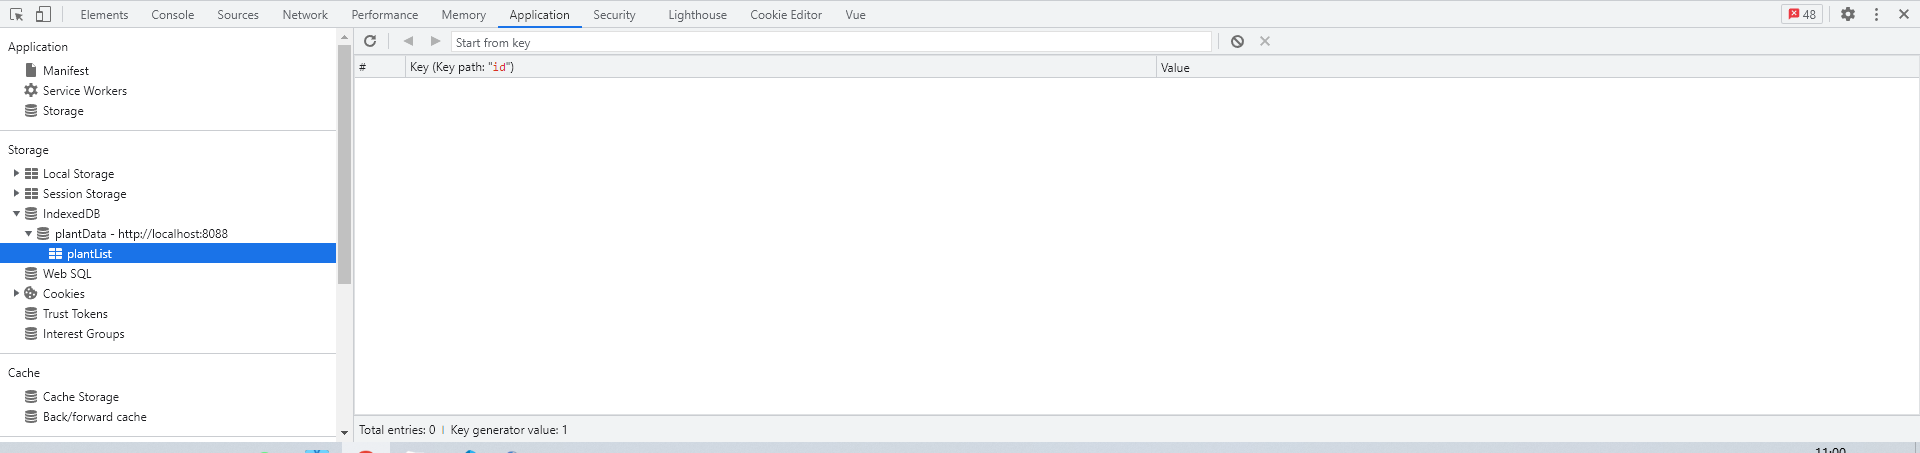 Elements Console Sources Network Performance Memory Application Security Lighthouse Cookie Editor Vue 48
Application
Manifest
Service Workers
Storage
Storage
Local Storage
Session Storage
IndexedDB
plantData - http://localhost:8088
plantList
Web SQL
Cookies
Trust Tokens
Interest Groups
Cache
Cache Storage
Back/forward cache
Start from key
# Key (Key path: "id") Value
Total entries: 0 Key generator value: 1
11:00